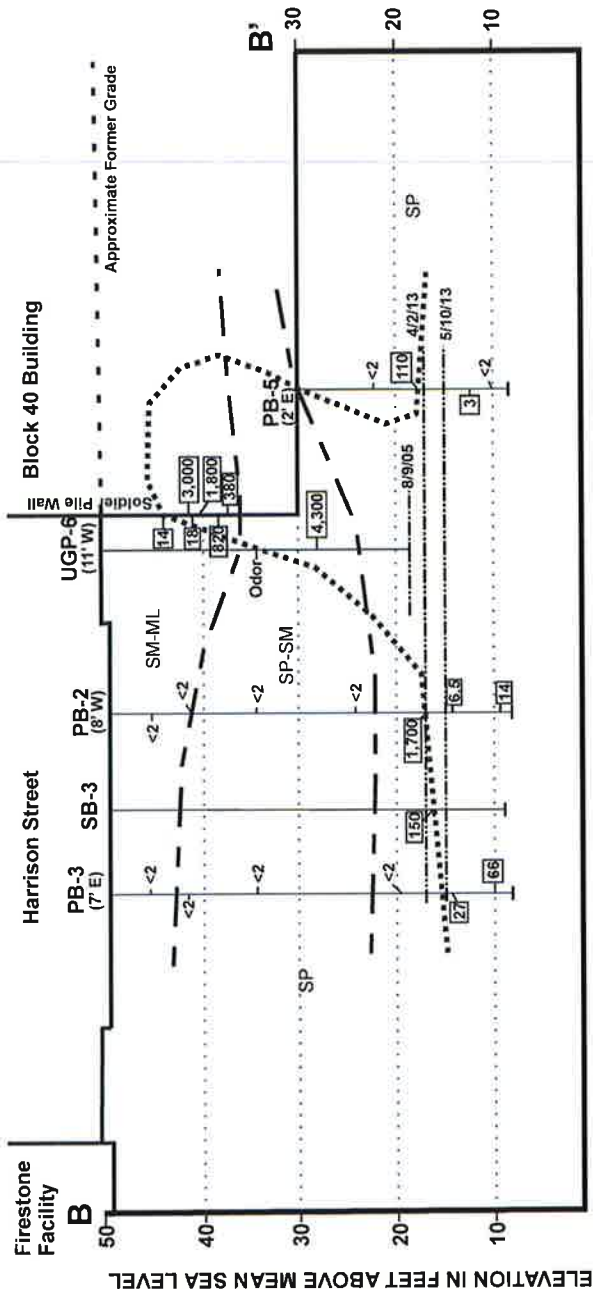 Firestone
Facility
B
Harrison Street
Block 40 Building
B'
Approximate Former Grade
Soldier Pile Wall
PB-3
(7' E)
SB-3
PB-2
(8' W)
UGP-6
(11' W)
PB-5
(2' E)
50
40
30
20
10
30
20
10
ELEVATION IN FEET ABOVE MEAN SEA LEVEL
SM-ML
SP-SM
SP
SP
<2
<2
<2
<2
27
66
150
<2
<2
<2
<2
1,700
6.5
14
14
18
820
Odor
4,300
3,000
1,800
380
<2
110
3
<2
8/9/05
4/2/13
5/10/13